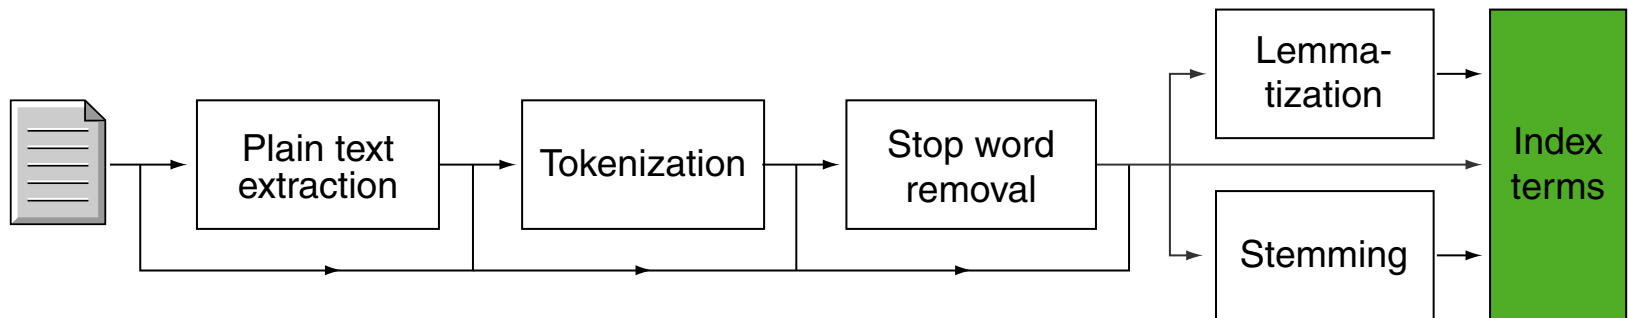 Plain text
extraction
Tokenization
Stop word
removal
Lemma-
tization
Stemming
Index
terms